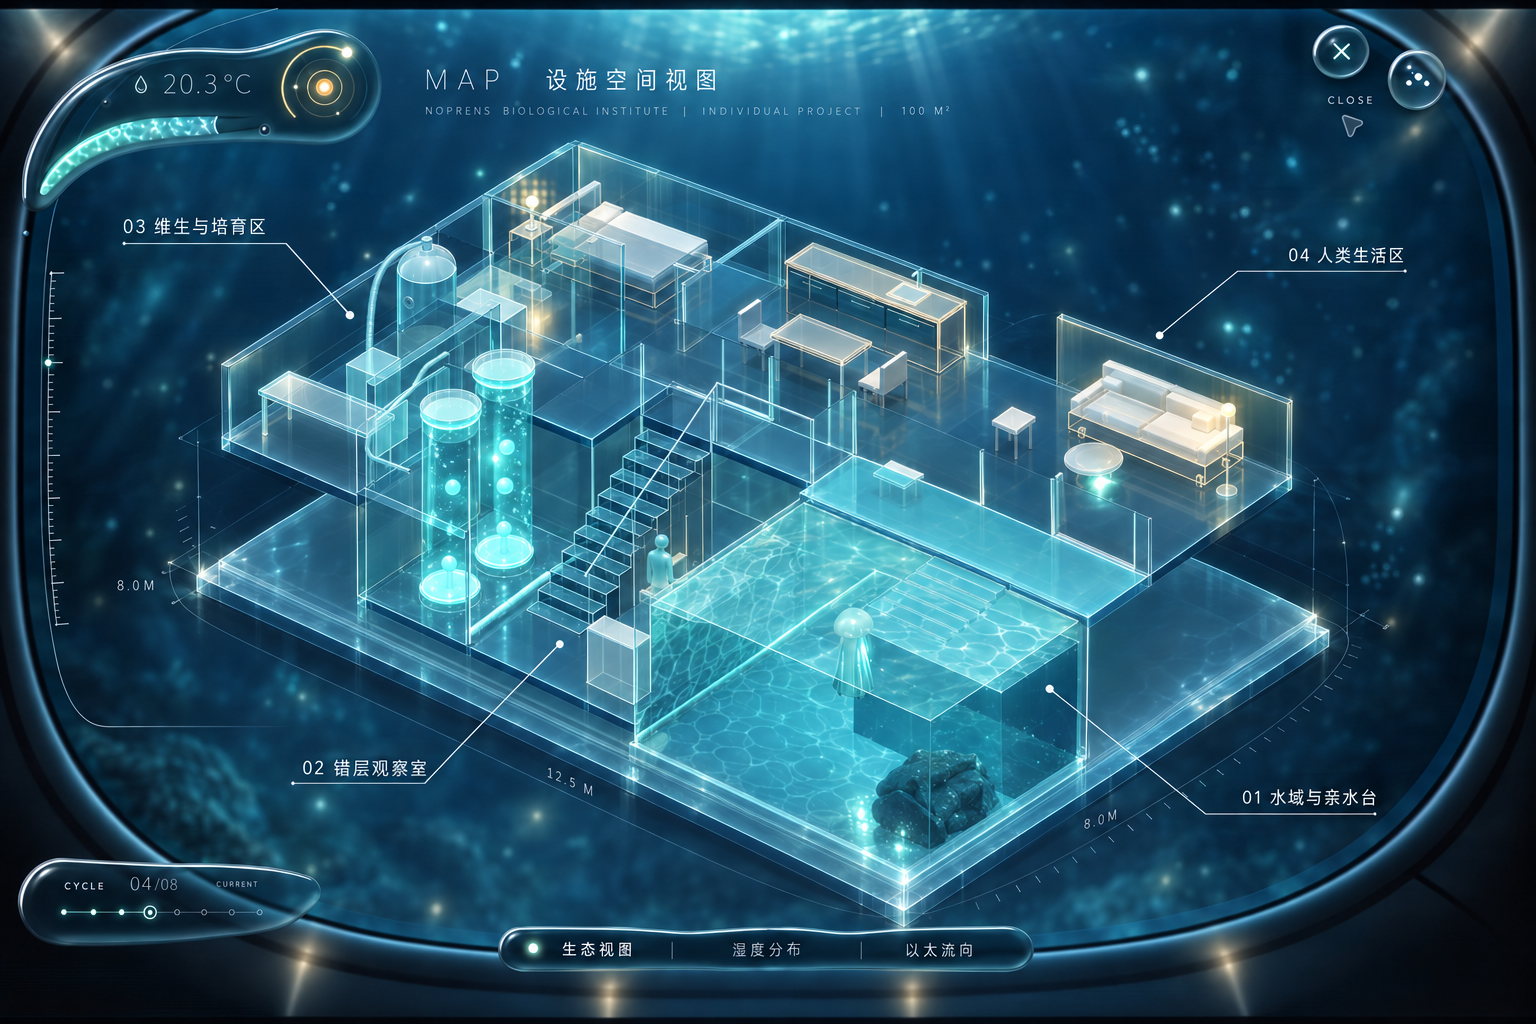 20.3°C
MAP 设施空间视图
NOPRENS BIOLOGICAL INSTITUTE | INDIVIDUAL PROJECT | 100 M²
CLOSE
03 维生与培育区
04 人类生活区
8.0M
02 错层观察室
12.5 M
8.0M
01 水域与亲水台
CYCLE 04/08 CURRENT
生态视图 | 湿度分布 | 以太流向